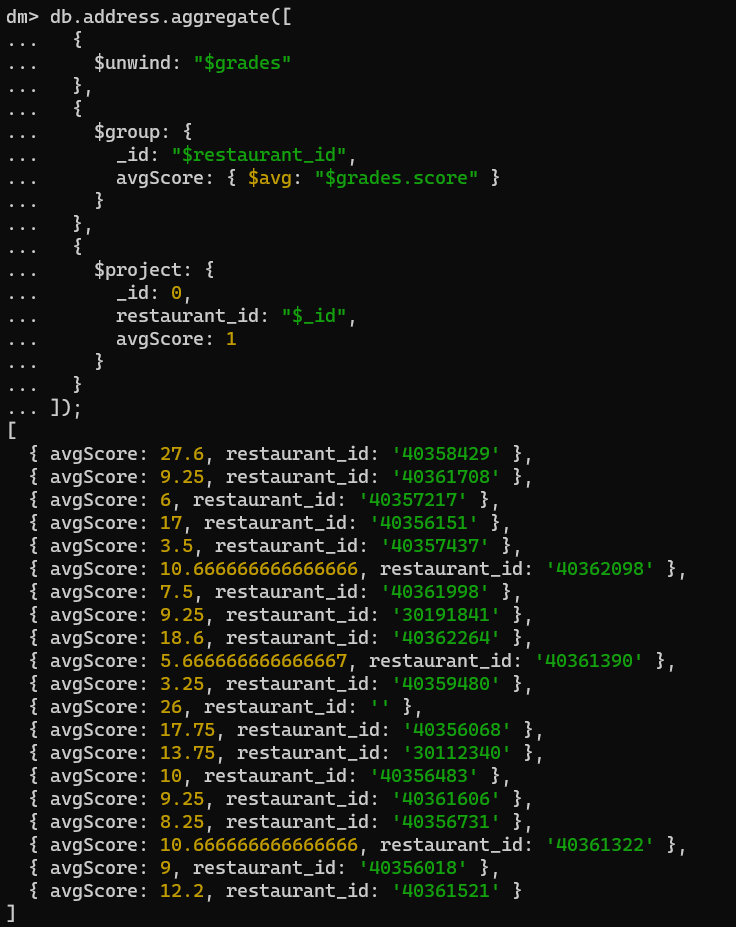 dm> db.address.aggregate([
...   {
...     $unwind: "$grades"
...   },
...   {
...     $group: {
...       _id: "$restaurant_id",
...       avgScore: { $avg: "$grades.score" }
...     }
...   },
...   {
...     $project: {
...       _id: 0,
...       restaurant_id: "$_id",
...       avgScore: 1
...     }
...   }
... ]);
[
  { avgScore: 27.6, restaurant_id: '40358429' },
  { avgScore: 9.25, restaurant_id: '40361708' },
  { avgScore: 6, restaurant_id: '40357217' },
  { avgScore: 17, restaurant_id: '40356151' },
  { avgScore: 3.5, restaurant_id: '40357437' },
  { avgScore: 10.666666666666666, restaurant_id: '40362098' },
  { avgScore: 7.5, restaurant_id: '40361998' },
  { avgScore: 9.25, restaurant_id: '30191841' },
  { avgScore: 18.6, restaurant_id: '40362264' },
  { avgScore: 5.666666666666667, restaurant_id: '40361390' },
  { avgScore: 3.25, restaurant_id: '40359480' },
  { avgScore: 26, restaurant_id: '' },
  { avgScore: 17.75, restaurant_id: '40356068' },
  { avgScore: 13.75, restaurant_id: '30112340' },
  { avgScore: 10, restaurant_id: '40356483' },
  { avgScore: 9.25, restaurant_id: '40361606' },
  { avgScore: 8.25, restaurant_id: '40356731' },
  { avgScore: 10.666666666666666, restaurant_id: '40361322' },
  { avgScore: 9, restaurant_id: '40356018' },
  { avgScore: 12.2, restaurant_id: '40361521' }
]